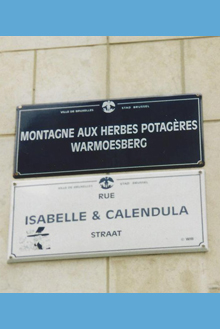 VILLE DE BRUXELLES STAD BRUSSEL
MONTAGNE AUX HERBES POTAGÈRES
WARMOESBERG
VILLE DE BRUXELLES STAD BRUSSEL
RUE
ISABELLE & CALENDULA
STRAAT